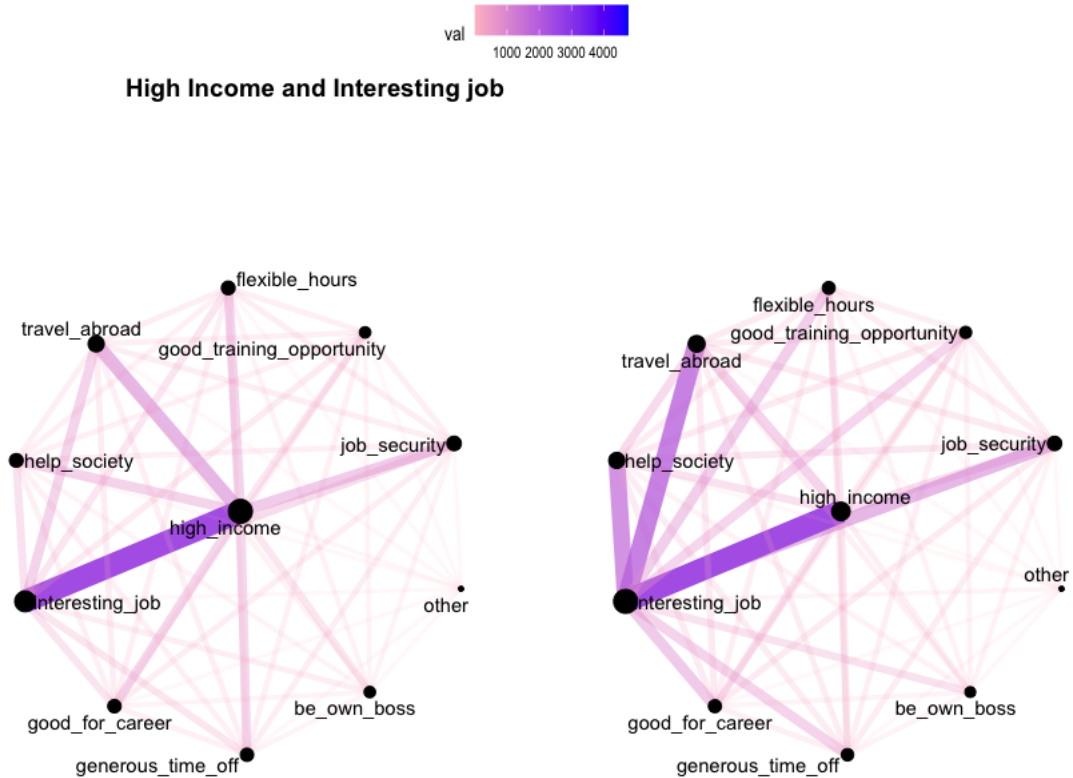 val
1000 2000 3000 4000
High Income and Interesting job
flexible_hours
travel_abroad
good_training_opportunity
job_security
help_society
high_income
interesting_job
other
be_own_boss
good_for_career
generous_time_off
flexible_hours
good_training_opportunity
travel_abroad
job_security
help_society
high_income
interesting_job
other
be_own_boss
good_for_career
generous_time_off